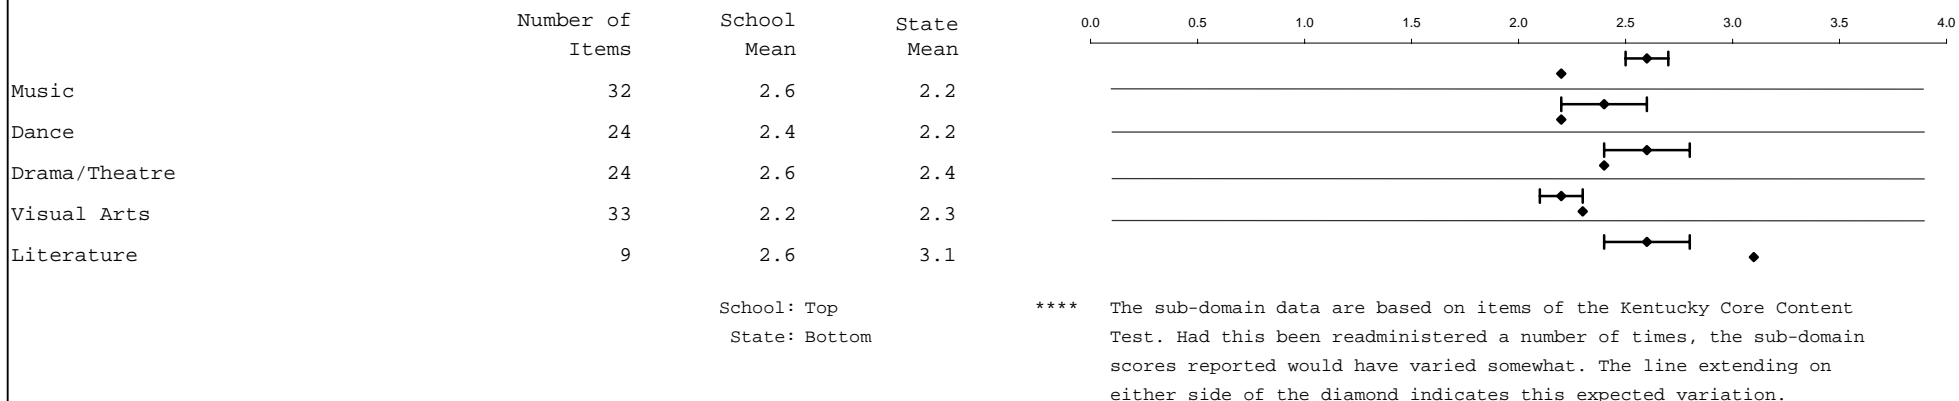 Number of School State 0.0 0.5 1.0 1.5 2.0 2.5 3.0 3.5 4.0
Items Mean Mean
Music 32 2.6 2.2
Dance 24 2.4 2.2
Drama/Theatre 24 2.6 2.4
Visual Arts 33 2.2 2.3
Literature 9 2.6 3.1
School: Top **** The sub-domain data are based on items of the Kentucky Core Content
State: Bottom Test. Had this been readministered a number of times, the sub-domain
scores reported would have varied somewhat. The line extending on
either side of the diamond indicates this expected variation.